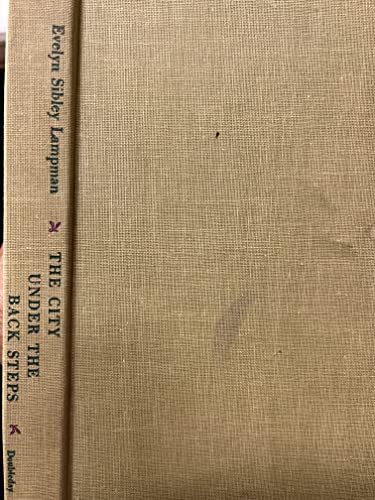 Evelyn Sibley Lampman
THE CITY
UNDER THE
BACK STEPS
Doubleday